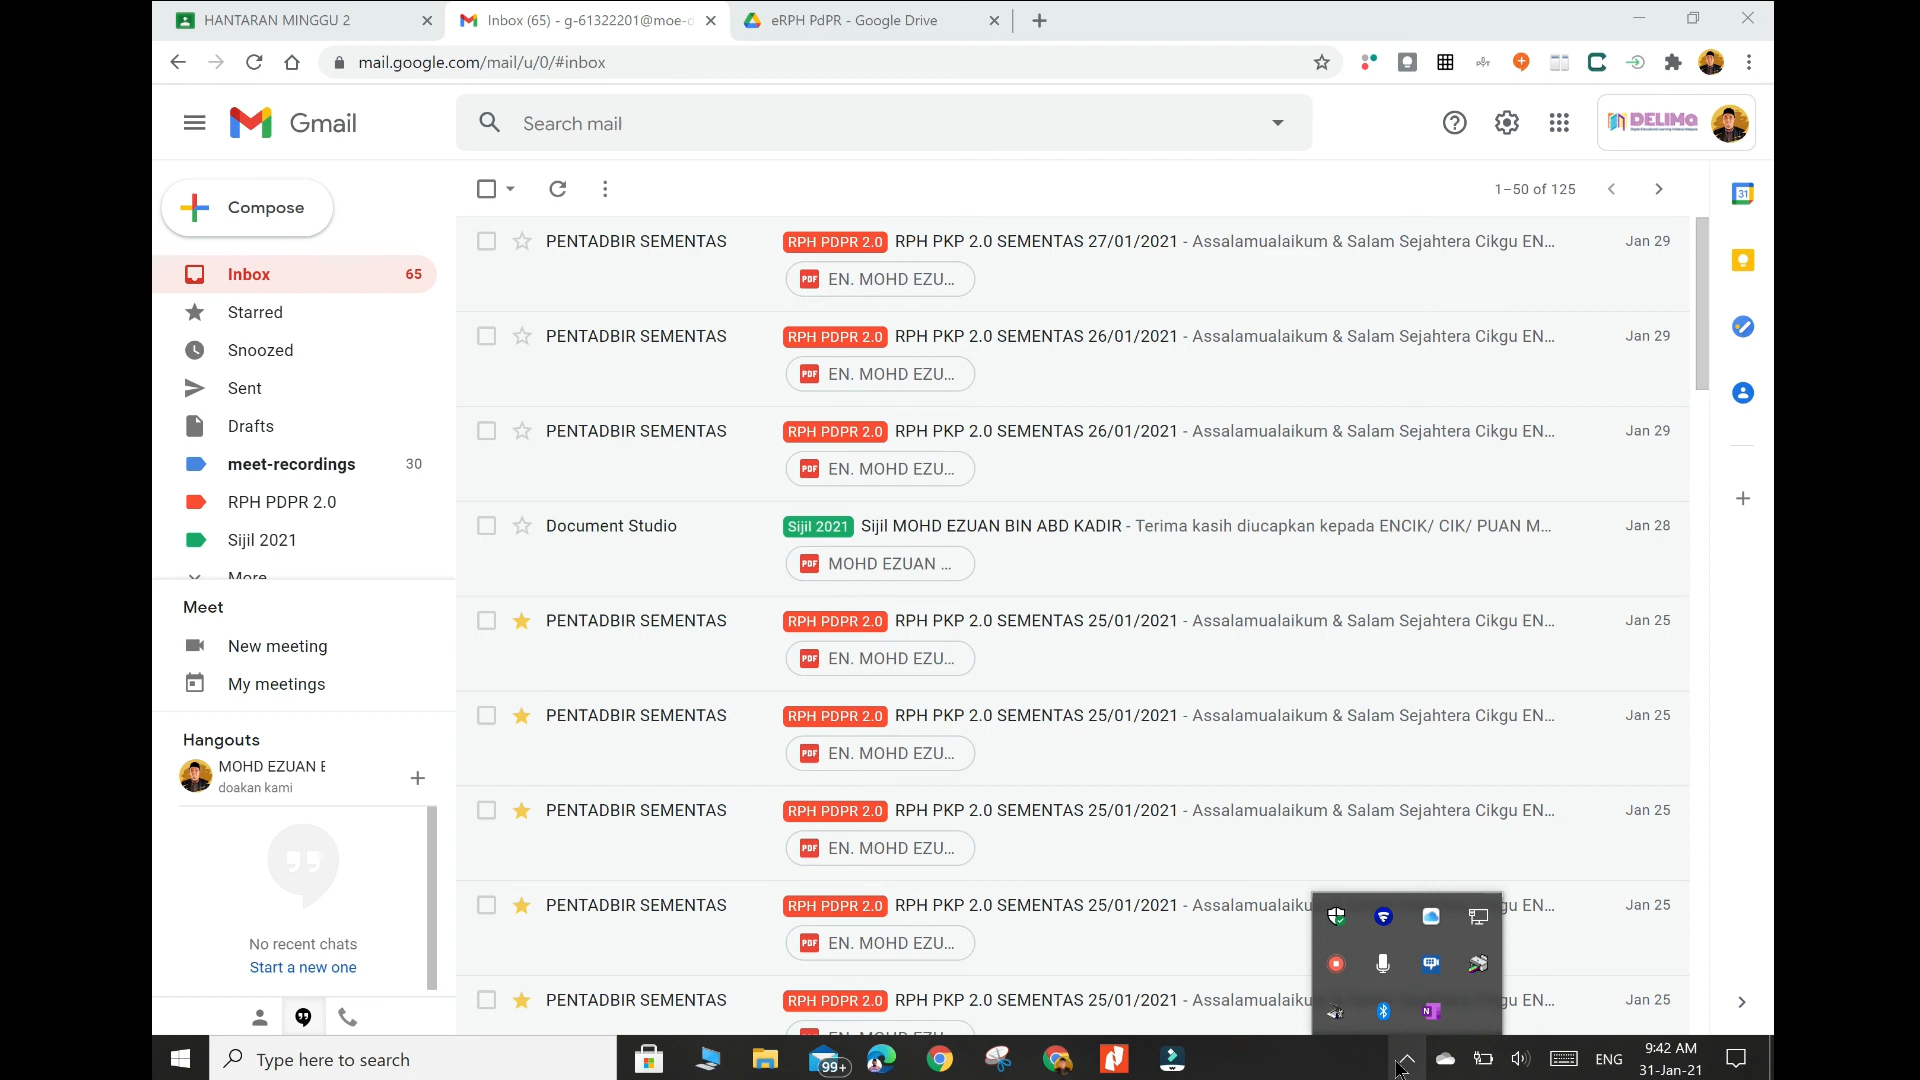 HANTARAN MINGGU 2
Inbox (65) - g-61322201@moe-d
eRPH PdPR - Google Drive
mail.google.com/mail/u/0/#inbox
Gmail
Search mail
DELIMa
Compose
1–50 of 125
31
Inbox 65
Starred
Snoozed
Sent
Drafts
meet-recordings 30
RPH PDPR 2.0
Sijil 2021
More
Meet
New meeting
My meetings
Hangouts
MOHD EZUAN B
doakan kami
No recent chats
Start a new one
PENTADBIR SEMENTAS RPH PDPR 2.0 RPH PKP 2.0 SEMENTAS 27/01/2021 - Assalamualaikum & Salam Sejahtera Cikgu EN... Jan 29
PDF EN. MOHD EZU...
PENTADBIR SEMENTAS RPH PDPR 2.0 RPH PKP 2.0 SEMENTAS 26/01/2021 - Assalamualaikum & Salam Sejahtera Cikgu EN... Jan 29
PDF EN. MOHD EZU...
PENTADBIR SEMENTAS RPH PDPR 2.0 RPH PKP 2.0 SEMENTAS 26/01/2021 - Assalamualaikum & Salam Sejahtera Cikgu EN... Jan 29
PDF EN. MOHD EZU...
Document Studio Sijil 2021 Sijil MOHD EZUAN BIN ABD KADIR - Terima kasih diucapkan kepada ENCIK/ CIK/ PUAN M... Jan 28
PDF MOHD EZUAN ...
PENTADBIR SEMENTAS RPH PDPR 2.0 RPH PKP 2.0 SEMENTAS 25/01/2021 - Assalamualaikum & Salam Sejahtera Cikgu EN... Jan 25
PDF EN. MOHD EZU...
PENTADBIR SEMENTAS RPH PDPR 2.0 RPH PKP 2.0 SEMENTAS 25/01/2021 - Assalamualaikum & Salam Sejahtera Cikgu EN... Jan 25
PDF EN. MOHD EZU...
PENTADBIR SEMENTAS RPH PDPR 2.0 RPH PKP 2.0 SEMENTAS 25/01/2021 - Assalamualaikum & Salam Sejahtera Cikgu EN... Jan 25
PDF EN. MOHD EZU...
PENTADBIR SEMENTAS RPH PDPR 2.0 RPH PKP 2.0 SEMENTAS 25/01/2021 - Assalamualaiku gu EN... Jan 25
PDF EN. MOHD EZU...
PENTADBIR SEMENTAS RPH PDPR 2.0 RPH PKP 2.0 SEMENTAS 25/01/2021 - Assalamualaiku gu EN... Jan 25
EN. MOHD EZU...
Type here to search
99+
ENG
9:42 AM
31-Jan-21